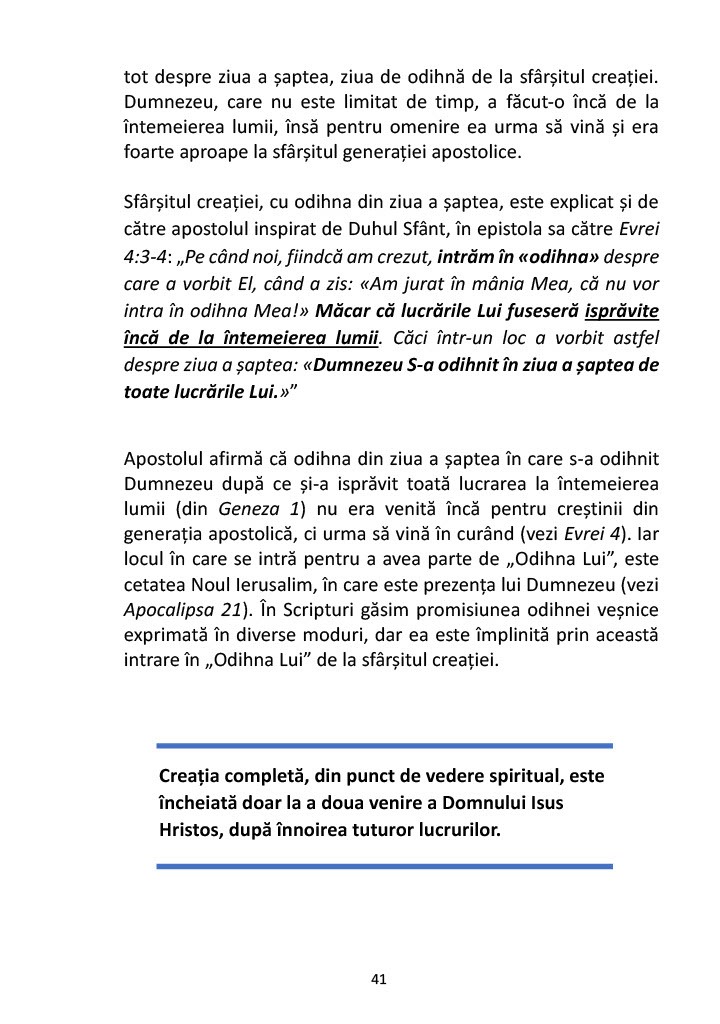 tot despre ziua a șaptea, ziua de odihnă de la sfârșitul creației.
Dumnezeu, care nu este limitat de timp, a făcut-o încă de la
întemeierea lumii, însă pentru omenire ea urma să vină și era
foarte aproape la sfârșitul generației apostolice.
Sfârșitul creației, cu odihna din ziua a șaptea, este explicat și de
către apostolul inspirat de Duhul Sfânt, în epistola sa către Evrei
4:3-4: „Pe când noi, fiindcă am crezut, intrăm în «odihna» despre
care a vorbit El, când a zis: «Am jurat în mânia Mea, că nu vor
intra în odihna Mea!» Măcar că lucrările Lui fuseseră isprăvite
încă de la întemeierea lumii. Căci într-un loc a vorbit astfel
despre ziua a șaptea: «Dumnezeu S-a odihnit în ziua a șaptea de
toate lucrările Lui.»”
Apostolul afirmă că odihna din ziua a șaptea în care s-a odihnit
Dumnezeu după ce și-a isprăvit toată lucrarea la întemeierea
lumii (din Geneza 1) nu era venită încă pentru creștinii din
generația apostolică, ci urma să vină în curând (vezi Evrei 4). Iar
locul în care se intră pentru a avea parte de „Odihna Lui”, este
cetatea Noul Ierusalim, în care este prezența lui Dumnezeu (vezi
Apocalipsa 21). În Scripturi găsim promisiunea odihnei veșnice
exprimată în diverse moduri, dar ea este împlinită prin această
intrare în „Odihna Lui” de la sfârșitul creației.
Creația completă, din punct de vedere spiritual, este
încheiată doar la a doua venire a Domnului Isus
Hristos, după înnoirea tuturor lucrurilor.
41